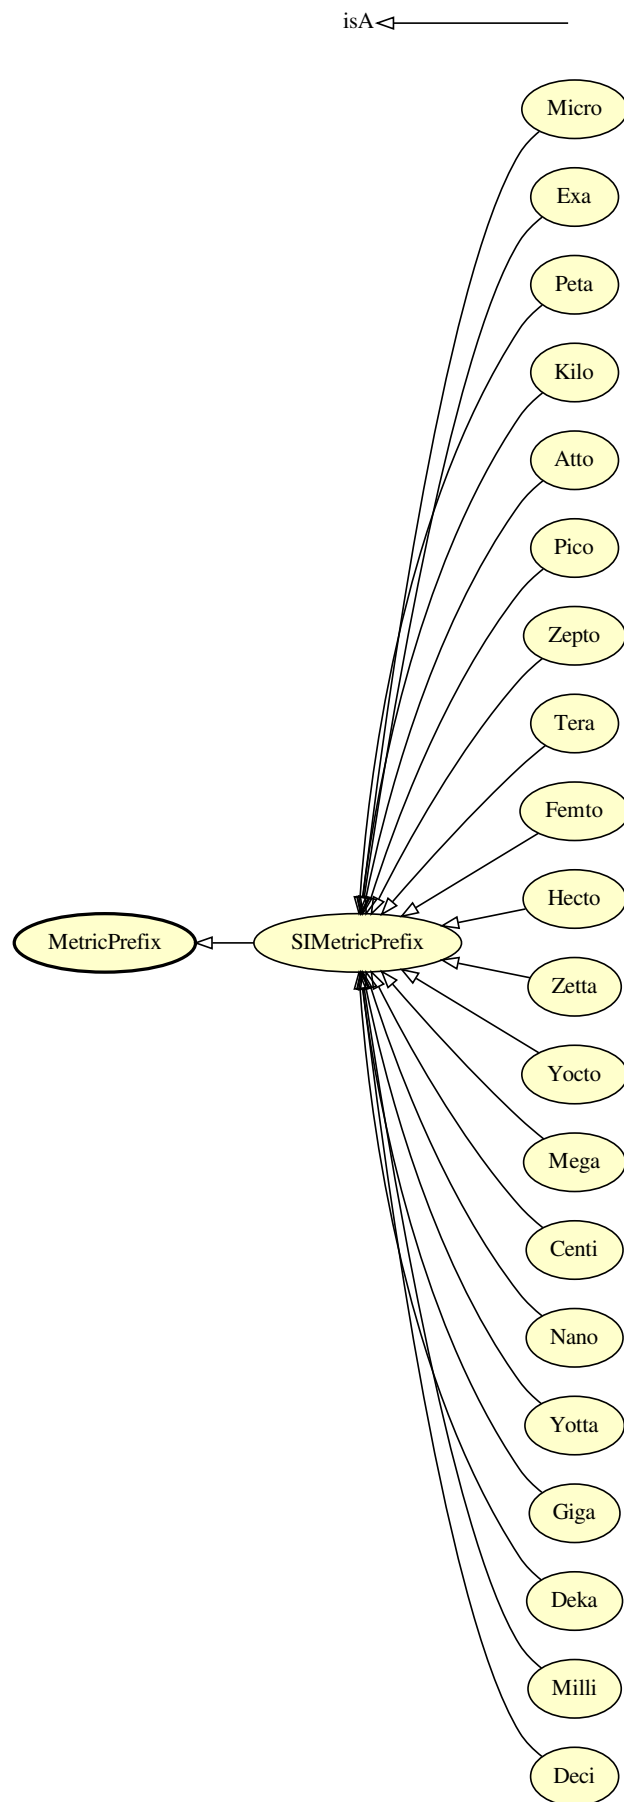 isA
Micro
Exa
Peta
Kilo
Atto
Pico
Zepto
Tera
Femto
Hecto
MetricPrefix
SIMetricPrefix
Zetta
Yocto
Mega
Centi
Nano
Yotta
Giga
Deka
Milli
Deci